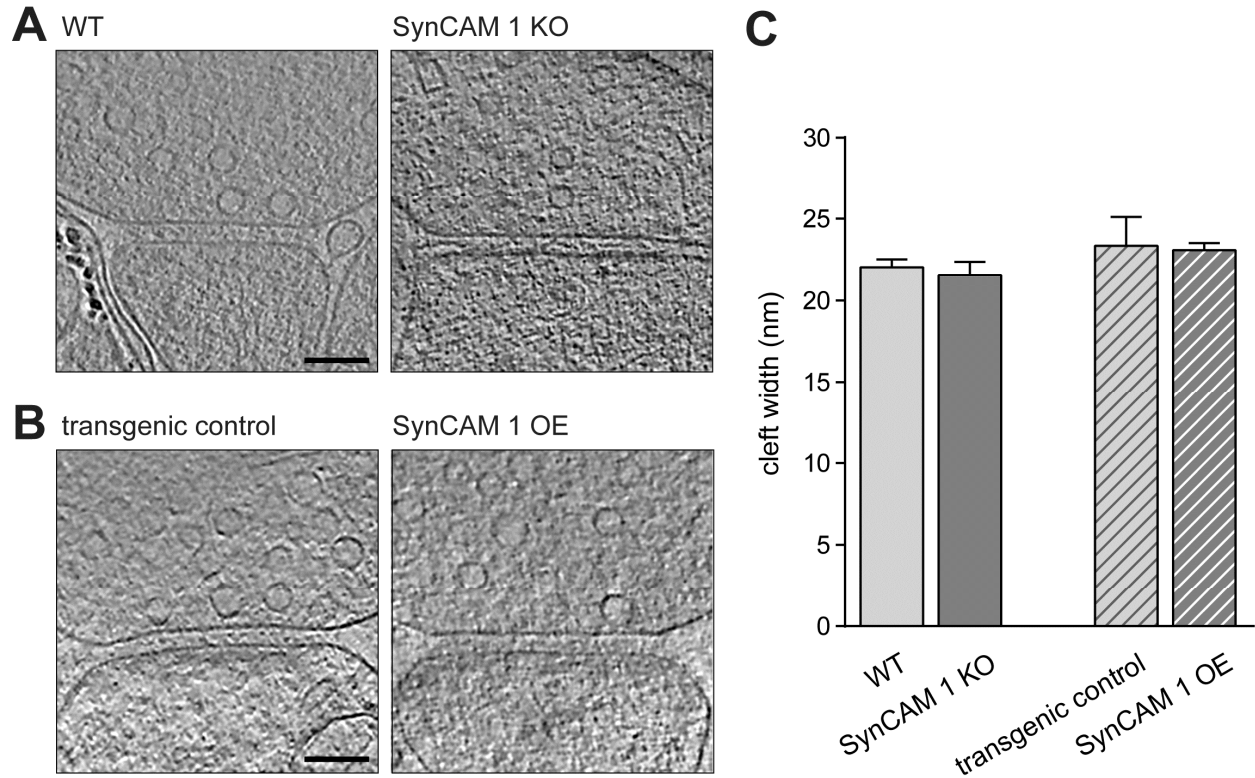 A WT SynCAM 1 KO
B transgenic control SynCAM 1 OE
C
cleft width (nm)
30
25
20
15
10
5
0
WT
SynCAM 1 KO
transgenic control
SynCAM 1 OE